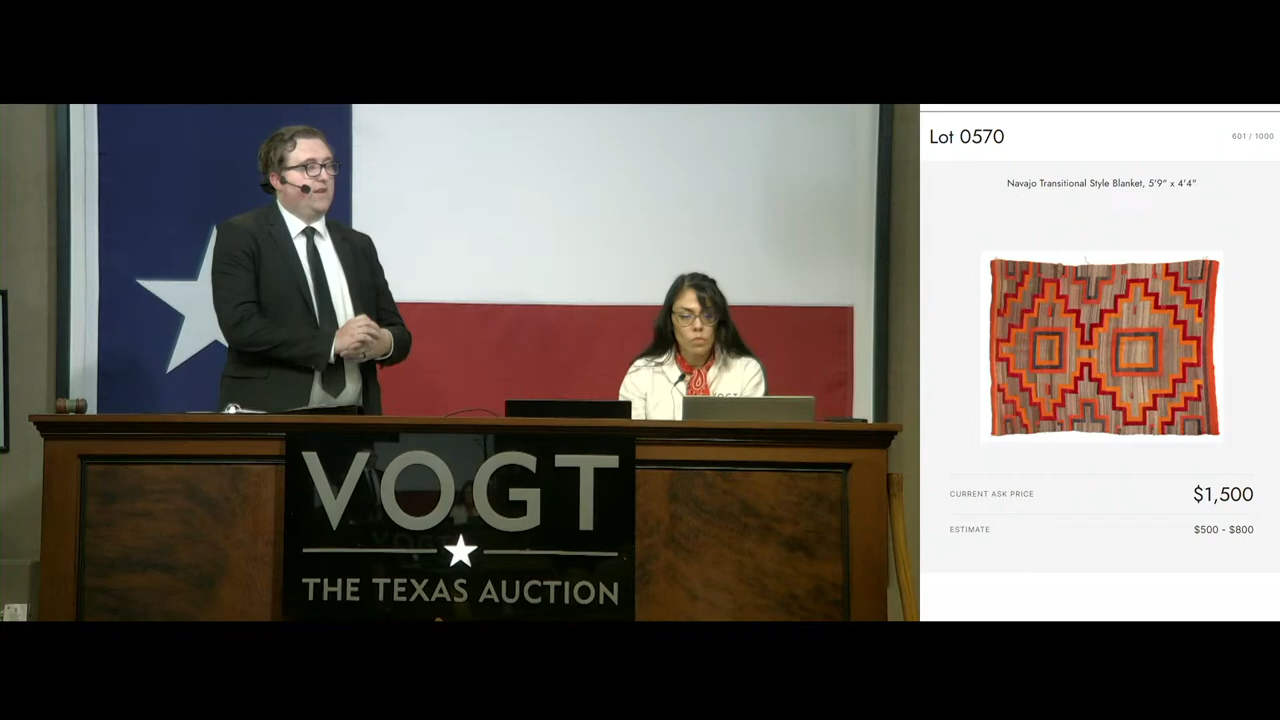 VOGT
VOGT
THE TEXAS AUCTION
Lot 0570
601 / 1000
Navajo Transitional Style Blanket, 5'9" x 4'4"
CURRENT ASK PRICE
$1,500
ESTIMATE
$500 - $800